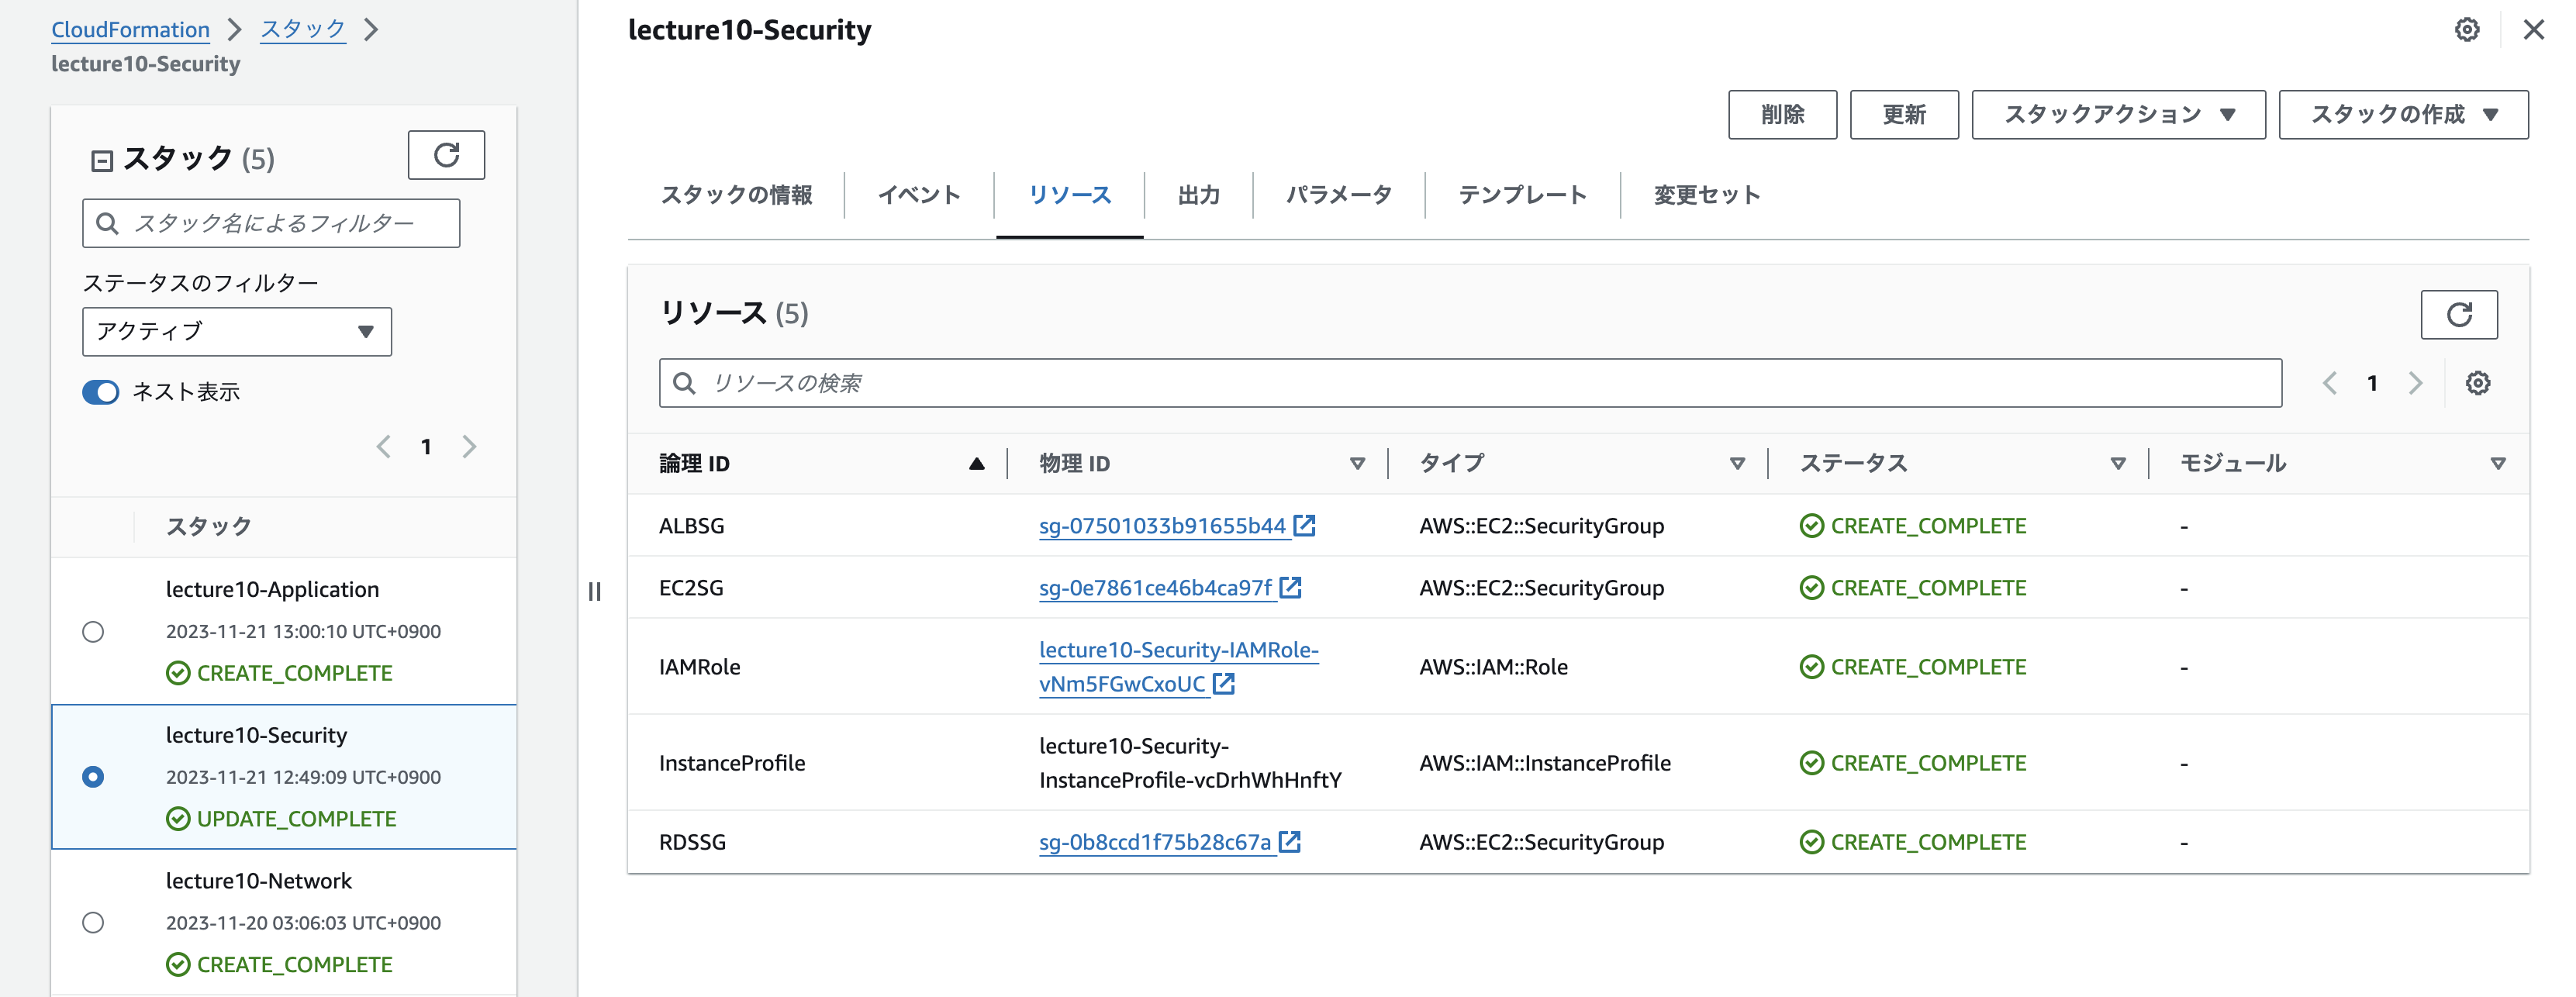 CloudFormation > スタック >
lecture10-Security
スタック (5)
スタック名によるフィルター
ステータスのフィルター
アクティブ
ネスト表示
1
スタック
lecture10-Application
2023-11-21 13:00:10 UTC+0900
CREATE_COMPLETE
lecture10-Security
2023-11-21 12:49:09 UTC+0900
UPDATE_COMPLETE
lecture10-Network
2023-11-20 03:06:03 UTC+0900
CREATE_COMPLETE
lecture10-Security
削除 更新 スタックアクション スタックの作成
スタックの情報 イベント リソース 出力 パラメータ テンプレート 変更セット
リソース (5)
リソースの検索
1
論理 ID 物理 ID タイプ ステータス モジュール
ALBSG sg-07501033b91655b44 AWS::EC2::SecurityGroup CREATE_COMPLETE -
EC2SG sg-0e7861ce46b4ca97f AWS::EC2::SecurityGroup CREATE_COMPLETE -
IAMRole lecture10-Security-IAMRole- AWS::IAM::Role CREATE_COMPLETE -
vNm5FGwCxoUC
InstanceProfile lecture10-Security- AWS::IAM::InstanceProfile CREATE_COMPLETE -
InstanceProfile-vcDrhWhHnftY
RDSSG sg-0b8ccd1f75b28c67a AWS::EC2::SecurityGroup CREATE_COMPLETE -